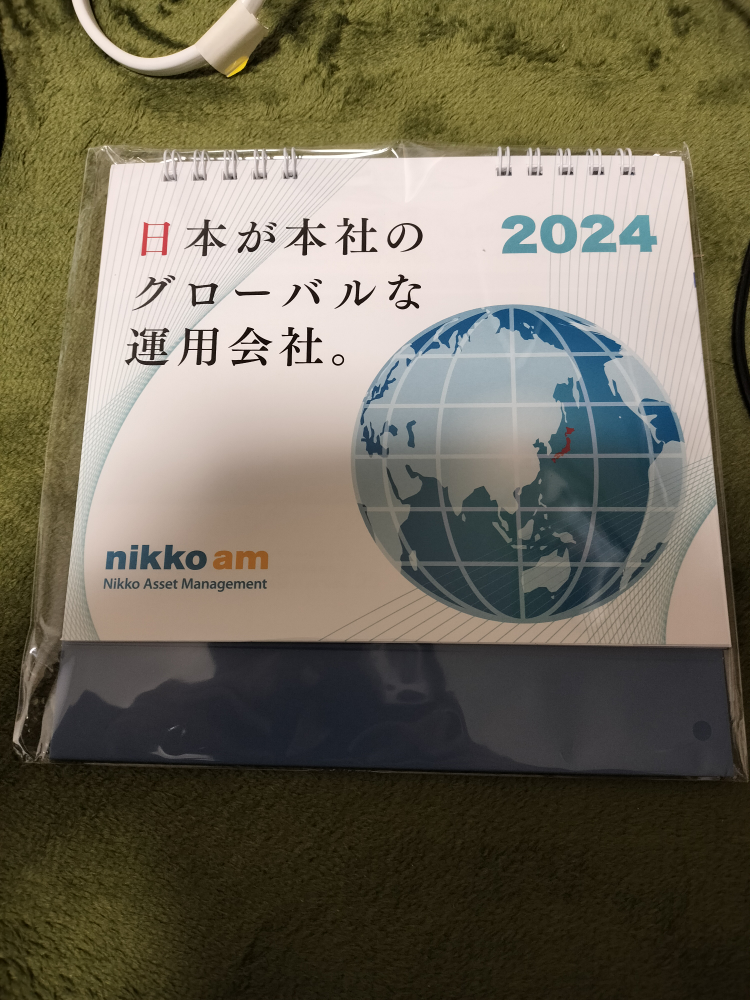 日本が本社の
グローバルな
運用会社。
2024
nikko am
Nikko Asset Management